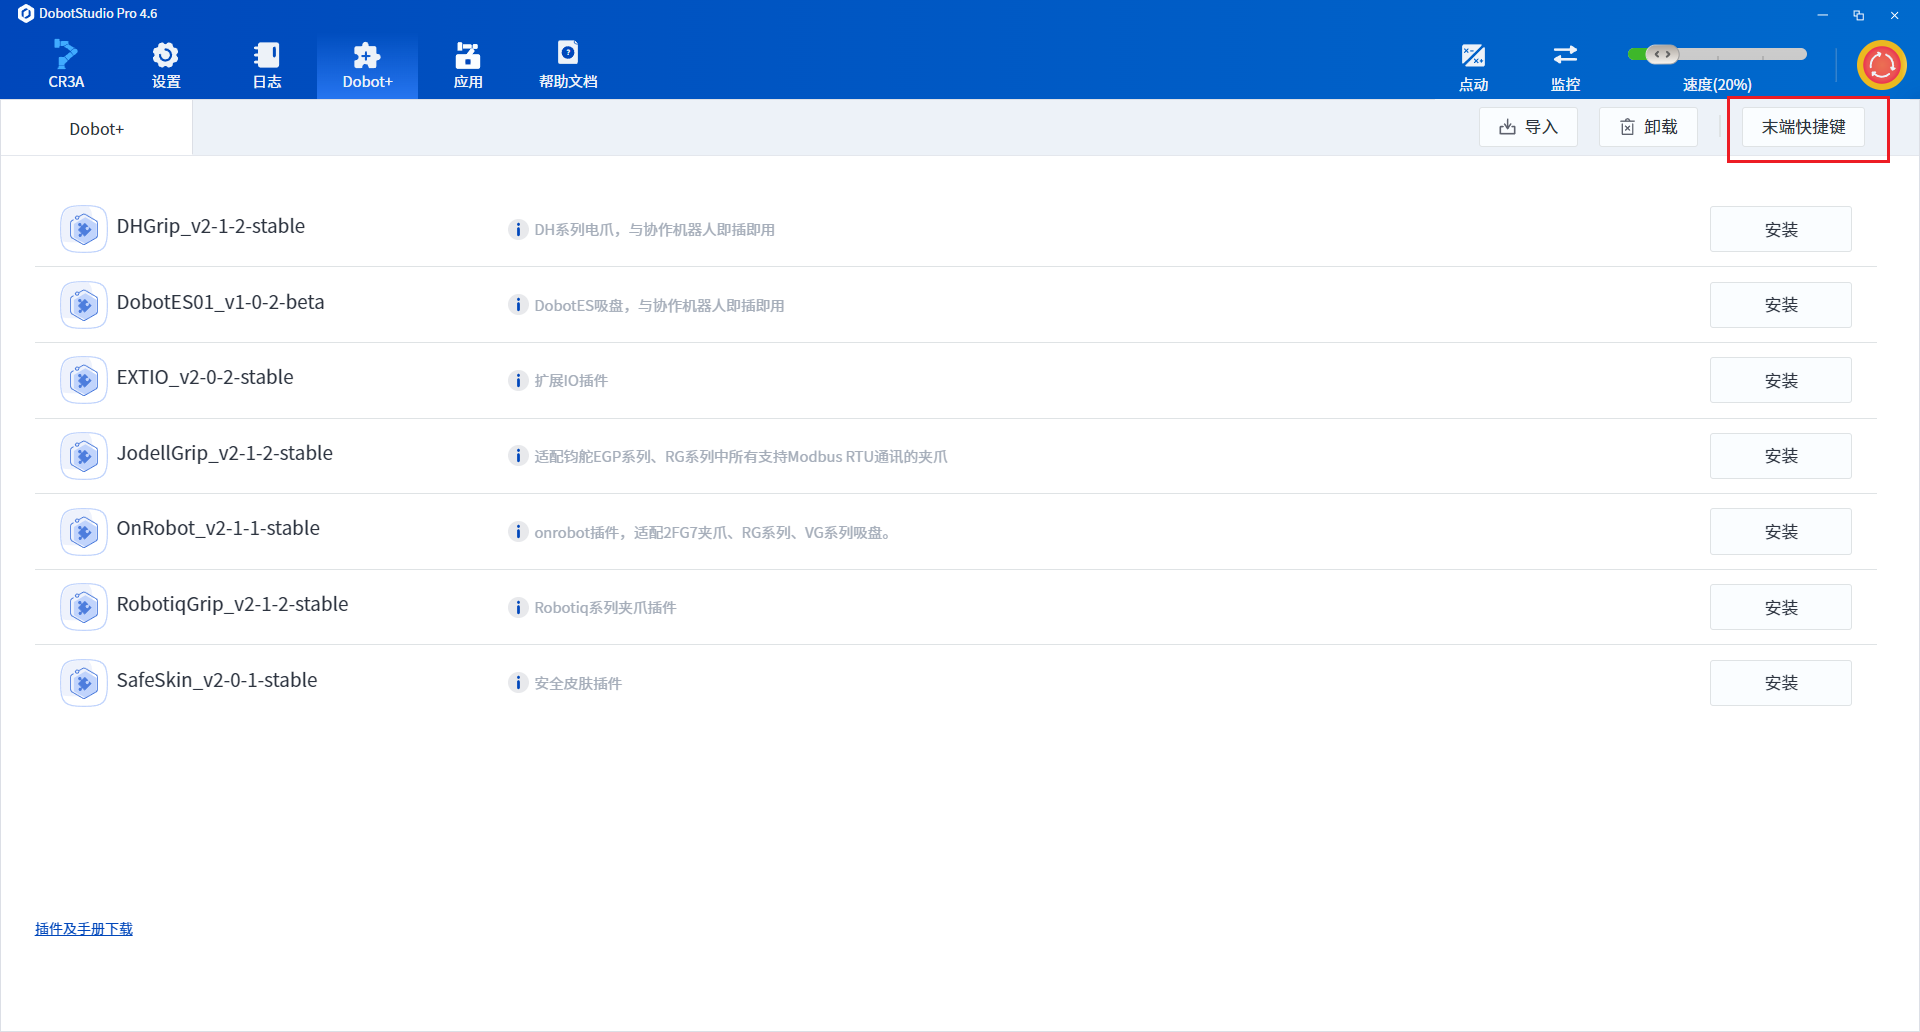 DobotStudio Pro 4.6
CR3A
设置
日志
Dobot+
应用
帮助文档
点动
监控
速度(20%)
Dobot+
导入
卸载
末端快捷键
DHGrip_v2-1-2-stable
DH系列电爪，与协作机器人即插即用
安装
DobotES01_v1-0-2-beta
DobotES吸盘，与协作机器人即插即用
安装
EXTIO_v2-0-2-stable
扩展IO插件
安装
JodellGrip_v2-1-2-stable
适配钧舵EGP系列、RG系列中所有支持Modbus RTU通讯的夹爪
安装
OnRobot_v2-1-1-stable
onrobot插件，适配2FG7夹爪、RG系列、VG系列吸盘。
安装
RobotiqGrip_v2-1-2-stable
Robotiq系列夹爪插件
安装
SafeSkin_v2-0-1-stable
安全皮肤插件
安装
插件及手册下载